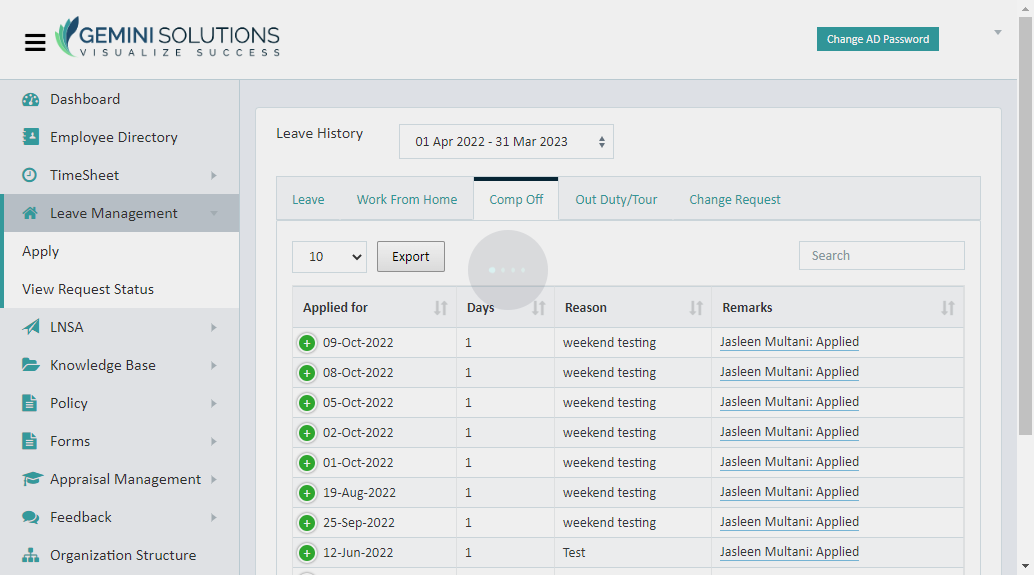 GEMINI SOLUTIONS
VISUALIZE SUCCESS
Change AD Password
Dashboard
Employee Directory
TimeSheet
Leave Management
Apply
View Request Status
LNSA
Knowledge Base
Policy
Forms
Appraisal Management
Feedback
Organization Structure
Leave History
01 Apr 2022 - 31 Mar 2023
Leave Work From Home Comp Off Out Duty/Tour Change Request
10 Export Search
Applied for Days Reason Remarks
09-Oct-2022 1 weekend testing Jasleen Multani: Applied
08-Oct-2022 1 weekend testing Jasleen Multani: Applied
05-Oct-2022 1 weekend testing Jasleen Multani: Applied
02-Oct-2022 1 weekend testing Jasleen Multani: Applied
01-Oct-2022 1 weekend testing Jasleen Multani: Applied
19-Aug-2022 1 weekend testing Jasleen Multani: Applied
25-Sep-2022 1 weekend testing Jasleen Multani: Applied
12-Jun-2022 1 Test Jasleen Multani: Applied